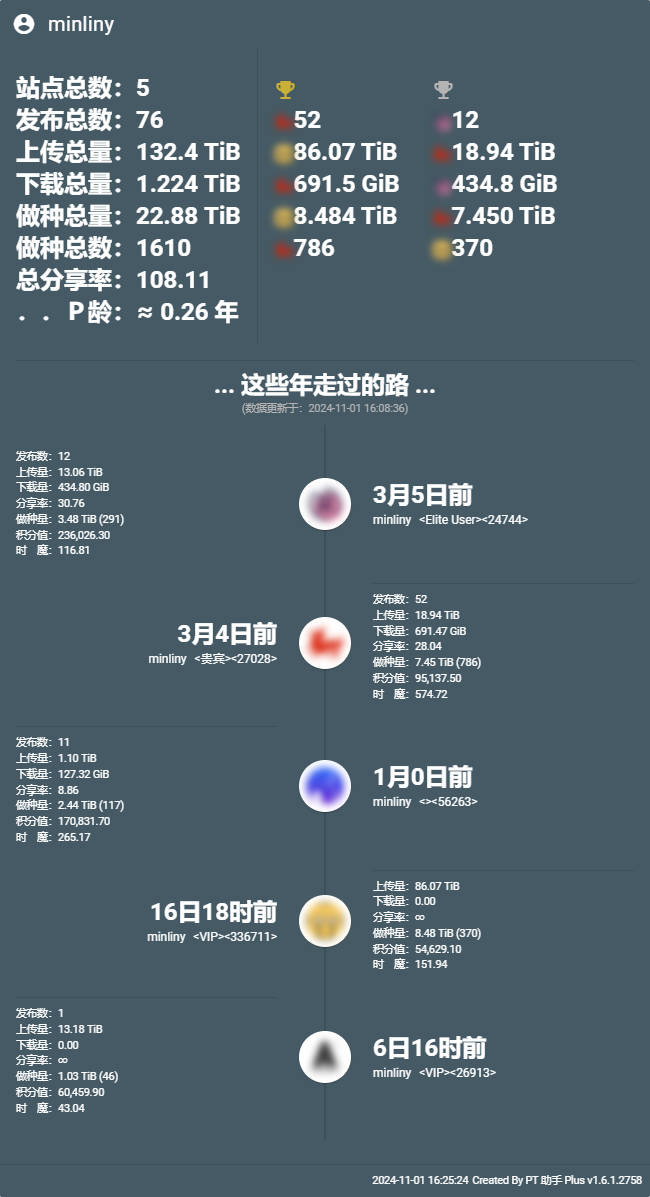 minliny
站点总数：5
发布总数：76
上传总量：132.4 TiB
下载总量：1.224 TiB
做种总量：22.88 TiB
做种总数：1610
总分享率：108.11
．．Ｐ龄：≈ 0.26 年
52
86.07 TiB
691.5 GiB
8.484 TiB
786
12
18.94 TiB
434.8 GiB
7.450 TiB
370
... 这些年走过的路 ...
(数据更新于：2024-11-01 16:08:36)
发布数：12
上传量：13.06 TiB
下载量：434.80 GiB
分享率：30.76
做种量：3.48 TiB (291)
积分值：236,026.30
时　魔：116.81
3月5日前
minliny <Elite User><24744>
3月4日前
minliny <贵宾><27028>
发布数：52
上传量：18.94 TiB
下载量：691.47 GiB
分享率：28.04
做种量：7.45 TiB (786)
积分值：95,137.50
时　魔：574.72
发布数：11
上传量：1.10 TiB
下载量：127.32 GiB
分享率：8.86
做种量：2.44 TiB (117)
积分值：170,831.70
时　魔：265.17
1月0日前
minliny <><56263>
16日18时前
minliny <VIP><336711>
上传量：86.07 TiB
下载量：0.00
分享率：∞
做种量：8.48 TiB (370)
积分值：54,629.10
时　魔：151.94
发布数：1
上传量：13.18 TiB
下载量：0.00
分享率：∞
做种量：1.03 TiB (46)
积分值：60,459.90
时　魔：43.04
6日16时前
minliny <VIP><26913>
2024-11-01 16:25:24 Created By PT 助手 Plus v1.6.1.2758